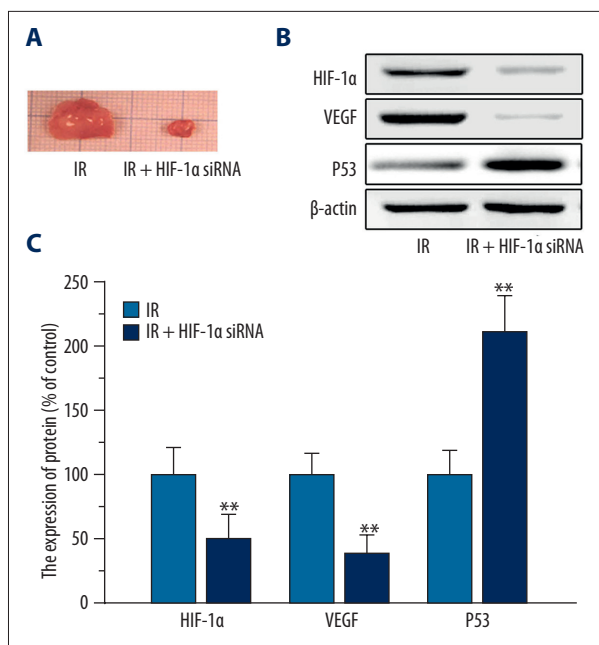 A
IR
IR + HIF-1α siRNA
B
HIF-1α
VEGF
P53
β-actin
IR
IR + HIF-1α siRNA
C
The expression of protein (% of control)
250
200
150
100
50
0
IR
IR + HIF-1α siRNA
**
**
**
HIF-1α
VEGF
P53